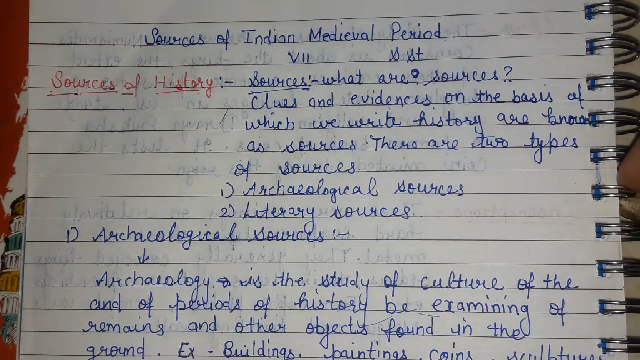 Sources of Indian Medieval Period
VII S.St
Sources of History :- Sources:- what are sources?
Clues and evidences on the basis of
which we write history are known
as sources There are two types
of sources
1) Archaeological sources
2) Literary sources
1) Archaeological sources :-
Archaeology → is the study of culture of the
and of periods of history be examining of
remains and other objects found in the
ground. Ex - Buildings, paintings, coins, sculpture